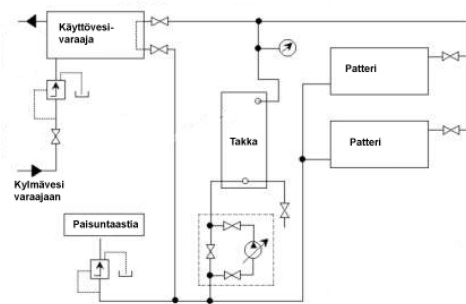 Käyttövesi-
varaaja
Patteri
Takka
Patteri
Kylmävesi
varaajaan
Paisuntaastia